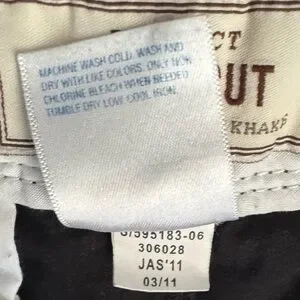 CT
UT
KHAKI
MACHINE WASH COLD. WASH AND
DRY WITH LIKE COLORS. ONLY NON
CHLORINE BLEACH WHEN NEEDED
TUMBLE DRY LOW COOL IRON
S/595183-06
306028
JAS'11
03/11